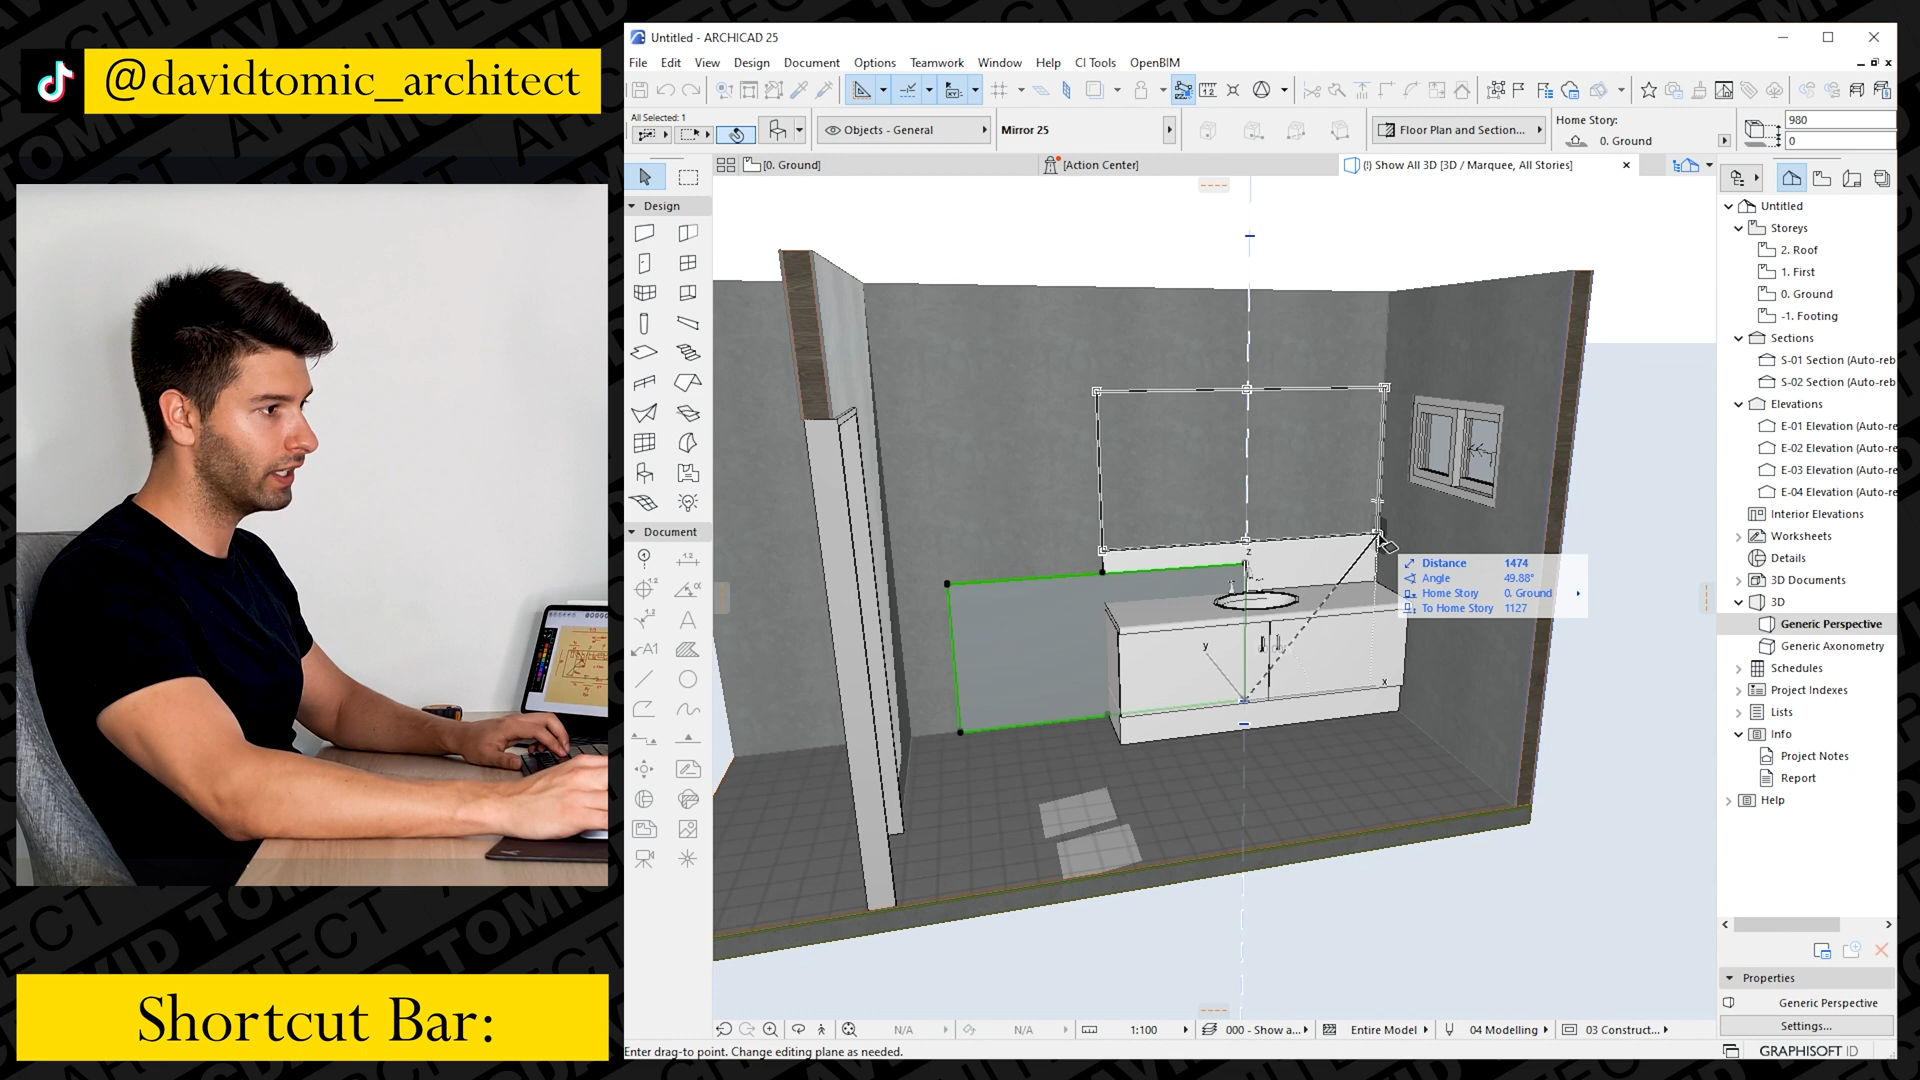 @davidtomic_architect
Shortcut Bar:
Untitled - ARCHICAD 25
File Edit View Design Document Options Teamwork Window Help CI Tools OpenBIM
All Selected: 1
Objects - General
Mirror 25
Floor Plan and Section...
Home Story:
0. Ground
980
0
[0. Ground]
[Action Center]
(!) Show All 3D [3D / Marquee, All Stories]
Design
Document
Distance 1474
Angle 49.88°
Home Story 0. Ground
To Home Story 1127
z
y
x
Untitled
Storeys
2. Roof
1. First
0. Ground
-1. Footing
Sections
S-01 Section (Auto-reb
S-02 Section (Auto-reb
Elevations
E-01 Elevation (Auto-re
E-02 Elevation (Auto-re
E-03 Elevation (Auto-re
E-04 Elevation (Auto-re
Interior Elevations
Worksheets
Details
3D Documents
3D
Generic Perspective
Generic Axonometry
Schedules
Project Indexes
Lists
Info
Project Notes
Report
Help
Properties
Generic Perspective
Settings...
N/A
N/A
1:100
000 - Show a...
Entire Model
04 Modelling
03 Construct...
Enter drag-to point. Change editing plane as needed.
GRAPHISOFT ID